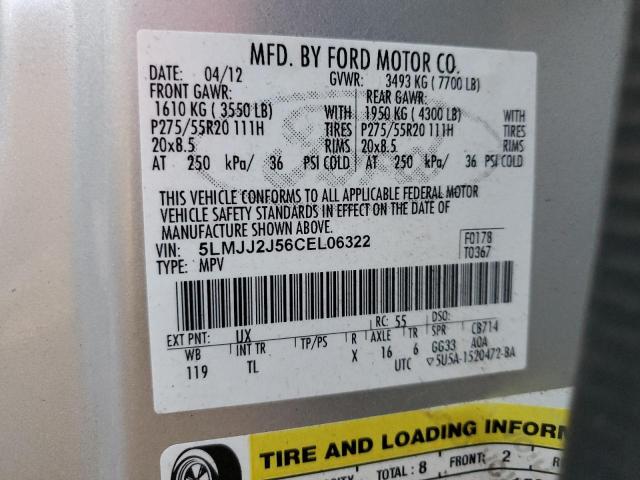 MFD. BY FORD MOTOR CO.
DATE: 04/12 GVWR: 3493 KG ( 7700 LB)
FRONT GAWR: REAR GAWR:
1610 KG ( 3550 LB) WITH 1950 KG ( 4300 LB) WITH
P275/55R20 111H TIRES P275/55R20 111H TIRES
20x8.5 RIMS 20x8.5 RIMS
AT 250 kPa/ 36 PSI COLD AT 250 kPa/ 36 PSI COLD
THIS VEHICLE CONFORMS TO ALL APPLICABLE FEDERAL MOTOR
VEHICLE SAFETY STANDARDS IN EFFECT ON THE DATE OF
MANUFACTURE SHOWN ABOVE.
VIN: 5LMJJ2J56CEL06322 F0178
TYPE: MPV T0367
RC: 55 DSO:
EXT PNT: UX R AXLE TR SPR CB714
WB INT TR TP/PS X 16 6 GG33 AOA
119 TL UTC ▽5U5A-1520472-BA
TIRE AND LOADING INFORM
TOTAL: 8 FRONT: 2 R